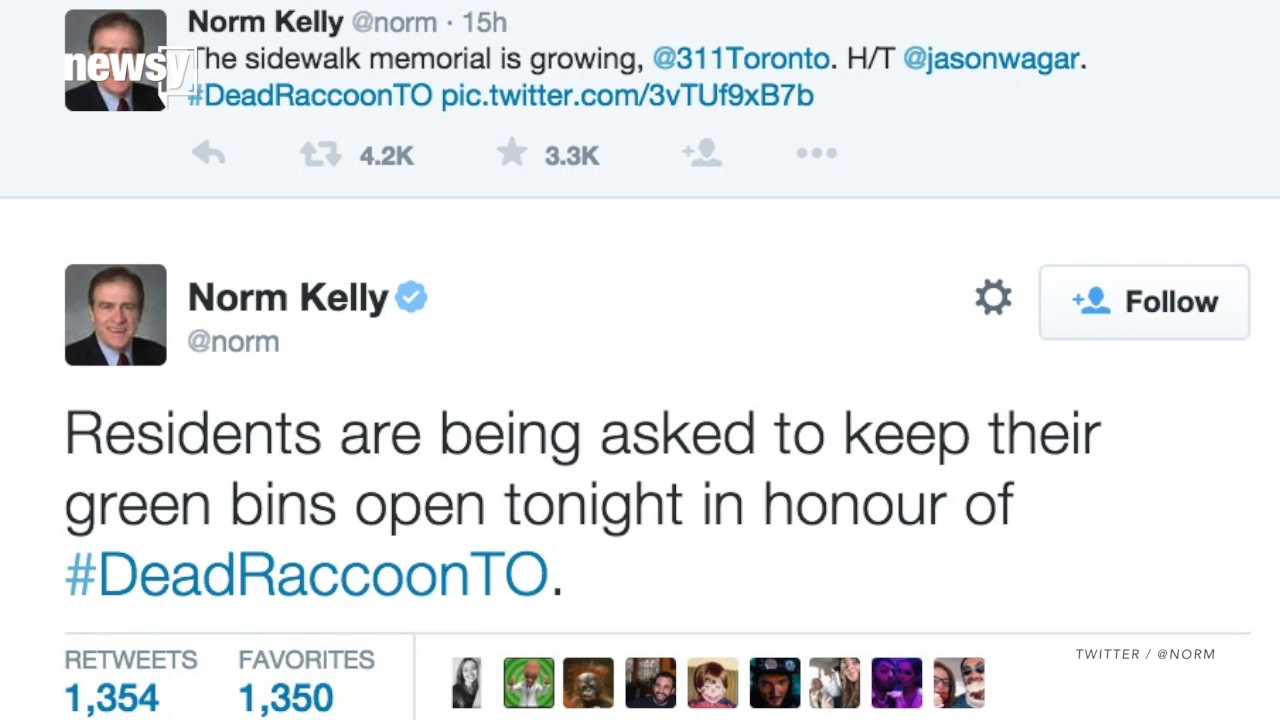 Norm Kelly @norm · 15h
newsy
The sidewalk memorial is growing, @311Toronto. H/T @jasonwagar.
#DeadRaccoonTO pic.twitter.com/3vTUf9xB7b
4.2K 3.3K
Norm Kelly
@norm
Follow
Residents are being asked to keep their
green bins open tonight in honour of
#DeadRaccoonTO.
RETWEETS FAVORITES
1,354 1,350
TWITTER / @NORM